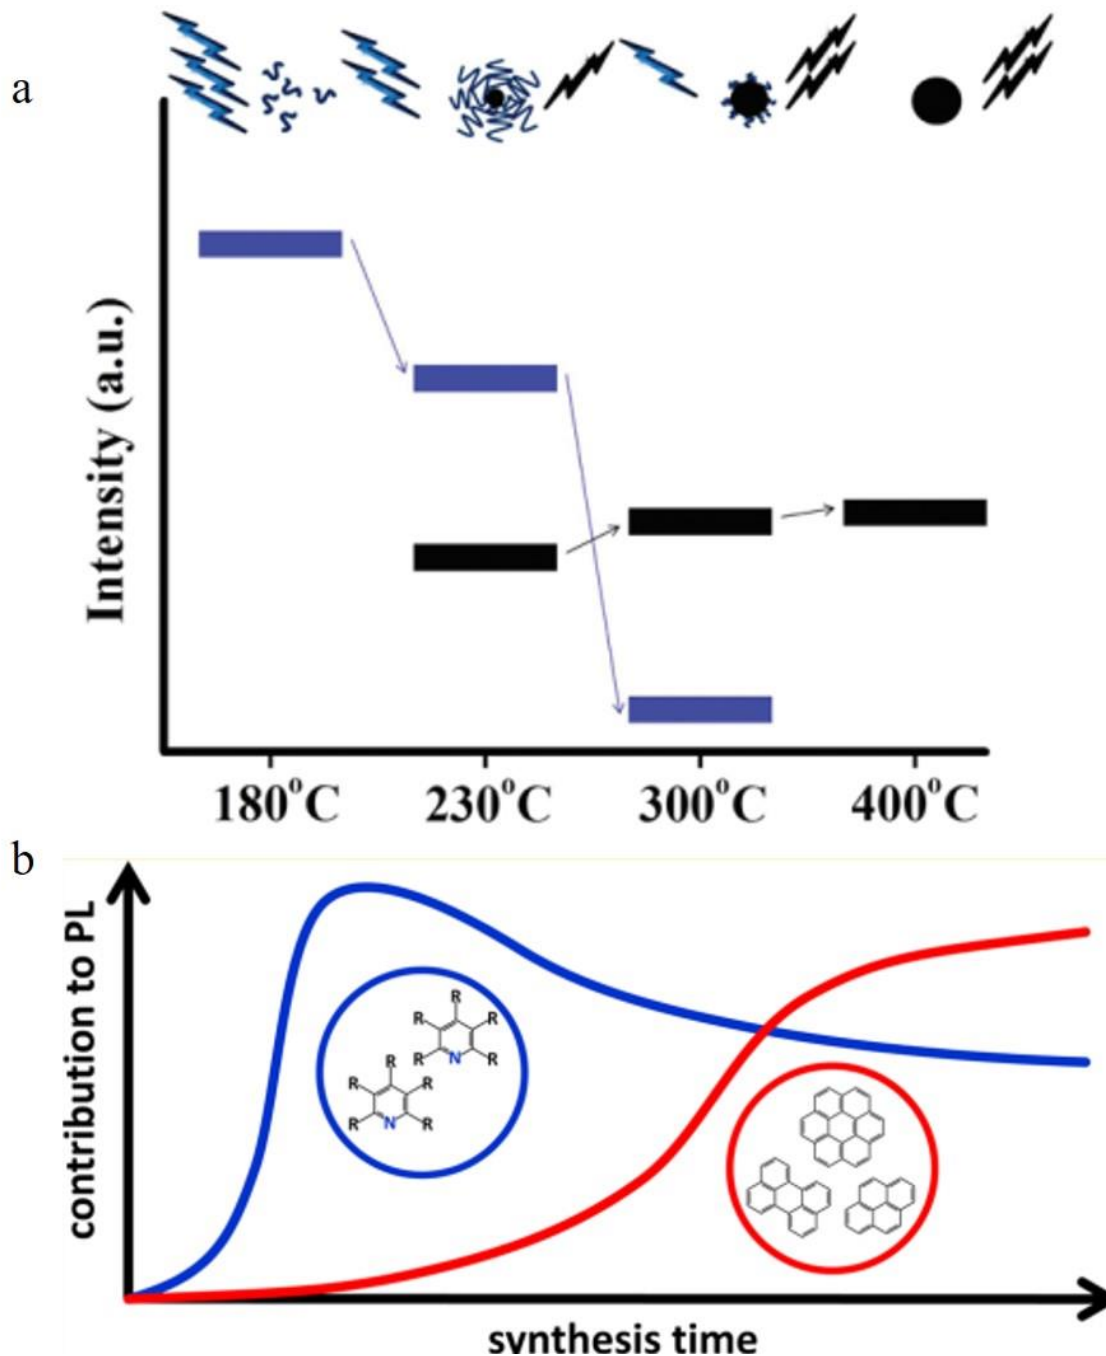 a
Intensity (a.u.)
180°C 230°C 300°C 400°C
b
contribution to PL
R
R R
R N R
R
R R
R N R
synthesis time